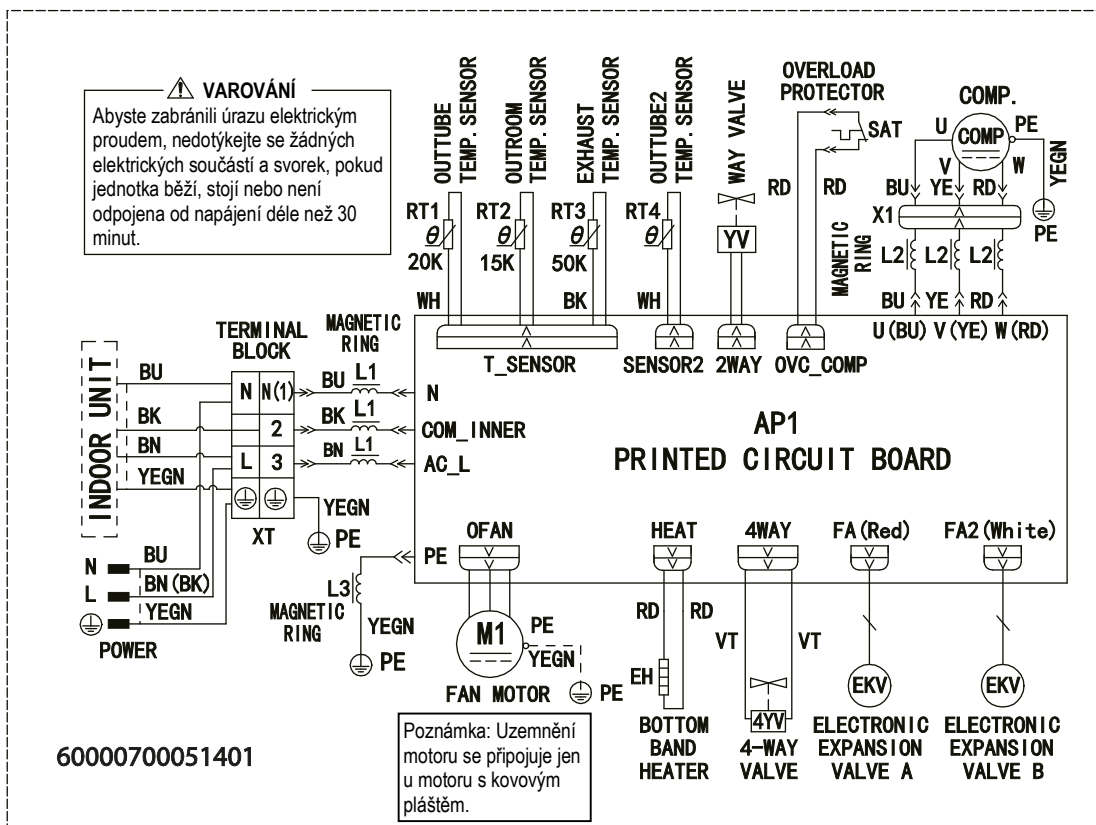 VAROVÁNÍ
Abyste zabránili úrazu elektrickým
proudem, nedotýkejte se žádných
elektrických součástí a svorek, pokud
jednotka běží, stojí nebo není
odpojena od napájení déle než 30
minut.
OUTTUBE
TEMP. SENSOR
OUTROOM
TEMP. SENSOR
EXHAUST
TEMP. SENSOR
OUTTUBE2
TEMP. SENSOR
WAY VALVE
OVERLOAD
PROTECTOR
SAT
COMP.
U
COMP
PE
V
W
YEGN
RT1
RT2
RT3
RT4
θ
θ
θ
θ
20K
15K
50K
YV
RD
RD
BU
YE
RD
X1
PE
MAGNETIC
RING
L2
L2
L2
WH
BK
WH
BU
YE
RD
U(BU)
V(YE)
W(RD)
T_SENSOR
SENSOR2
2WAY
OVC_COMP
TERMINAL
BLOCK
MAGNETIC
RING
INDOOR UNIT
BU
N
N(1)
BU
L1
N
BK
2
BK
L1
COM_INNER
BN
L
3
BN
L1
AC_L
YEGN
YEGN
XT
PE
AP1
PRINTED CIRCUIT BOARD
N
BU
L
BN(BK)
YEGN
POWER
PE
L3
MAGNETIC
RING
YEGN
PE
OFAN
HEAT
4WAY
FA(Red)
FA2(White)
M1
PE
YEGN
PE
FAN MOTOR
RD
RD
EH
BOTTOM
BAND
HEATER
VT
VT
4YV
4-WAY
VALVE
EKV
ELECTRONIC
EXPANSION
VALVE A
EKV
ELECTRONIC
EXPANSION
VALVE B
Poznámka: Uzemnění
motoru se připojuje jen
u motoru s kovovým
pláštěm.
60000700051401